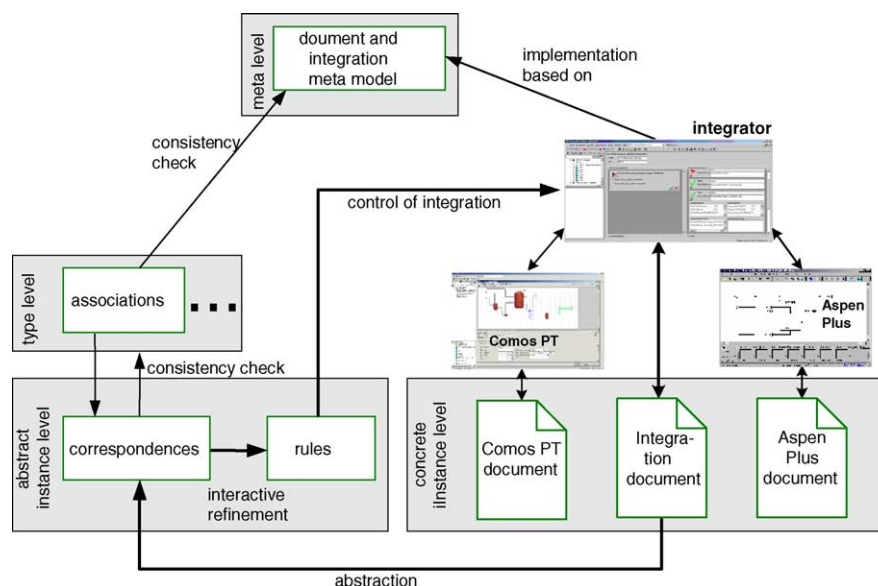 meta level
doument and
integration
meta model
implementation
based on
integrator
consistency
check
control of integration
type level
associations
Comos PT
Aspen
Plus
consistency check
abstract
instance level
correspondences
rules
interactive
refinement
concrete
iInstance level
Comos PT
document
Integra-
tion
document
Aspen
Plus
document
abstraction